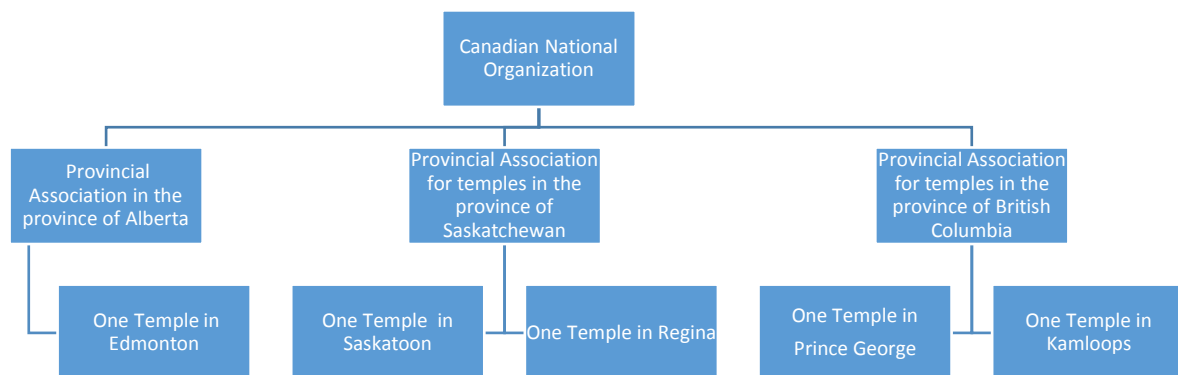 Canadian National
Organization
Provincial
Association in the
province of Alberta
Provincial Association
for temples in the
province of
Saskatchewan
Provincial Association
for temples in the
province of British
Columbia
One Temple in
Edmonton
One Temple  in
Saskatoon
One Temple in Regina
One Temple in
Prince George
One Temple in
Kamloops